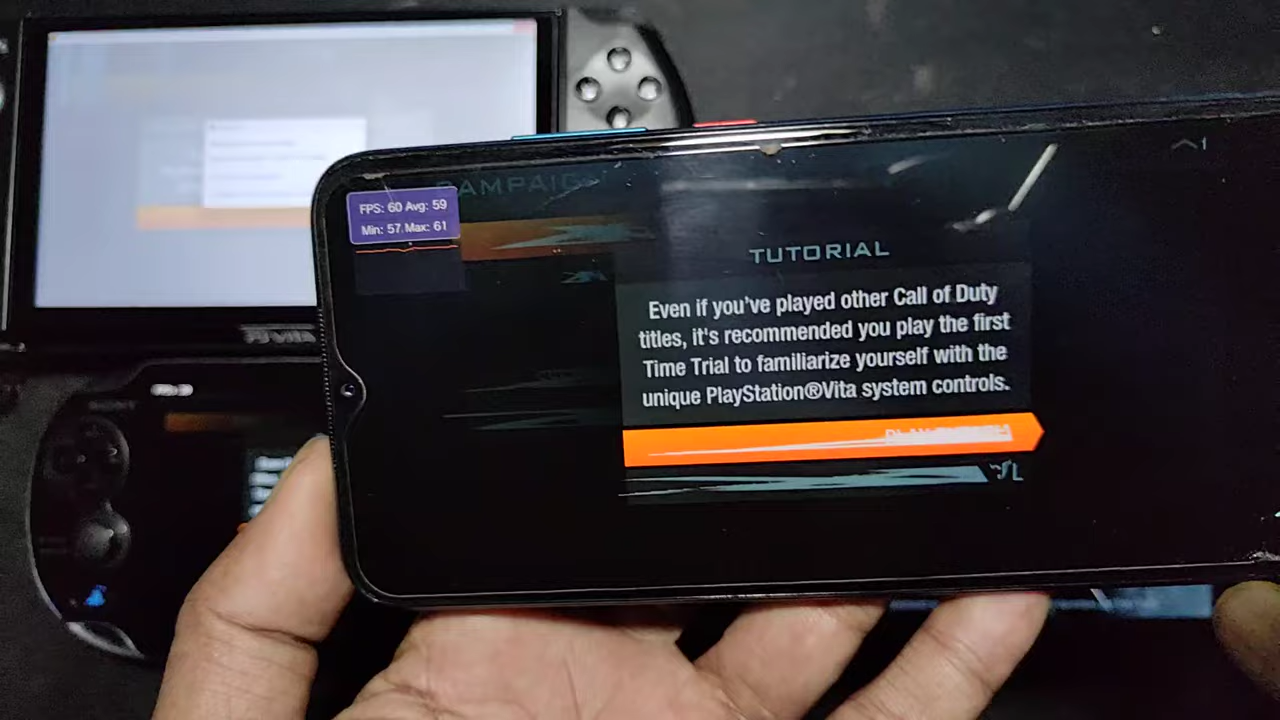 CAMPAIGN
FPS: 60 Avg: 59
Min: 57 Max: 61
TUTORIAL
Even if you've played other Call of Duty
titles, it's recommended you play the first
Time Trial to familiarize yourself with the
unique PlayStation®Vita system controls.